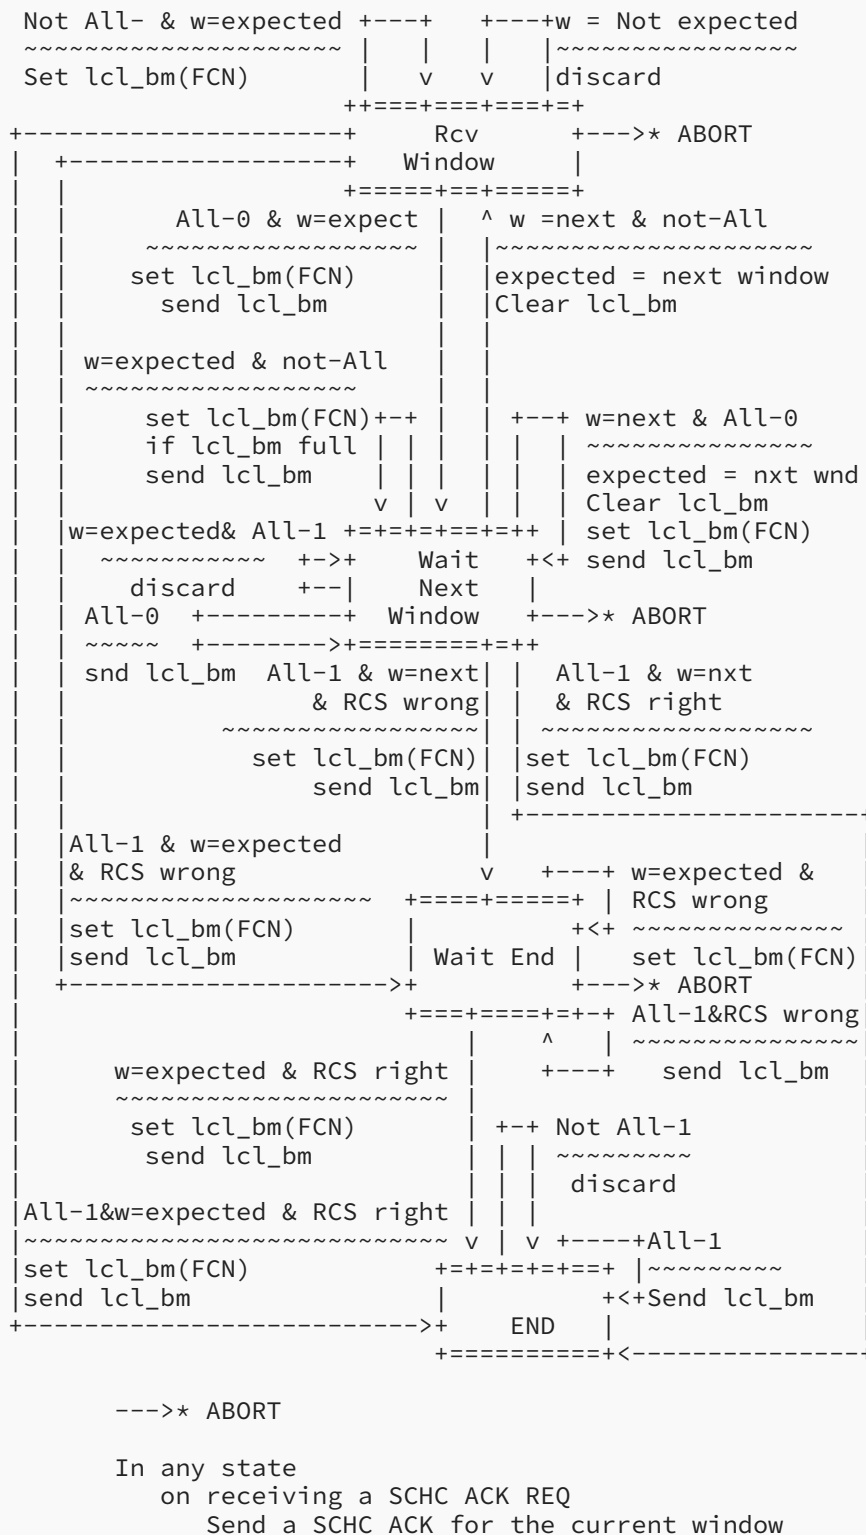 Not All- & w=expected +---+   +---+w = Not expected
 ~~~~~~~~~~~~~~~~~~~~~ |   |   |   |~~~~~~~~~~~~~~~~
 Set lcl_bm(FCN)       |   v   v   |discard
                      ++===+===+===+=+
+---------------------+     Rcv      +--->* ABORT
|  +------------------+   Window     |
|  |                  +=====+==+=====+
|  |       All-0 & w=expect |  ^ w =next & not-All
|  |     ~~~~~~~~~~~~~~~~~~ |  |~~~~~~~~~~~~~~~~~~~~~
|  |    set lcl_bm(FCN)     |  |expected = next window
|  |      send lcl_bm       |  |Clear lcl_bm
|  |                        |  |
|  | w=expected & not-All   |  |
|  | ~~~~~~~~~~~~~~~~~~     |  |
|  |     set lcl_bm(FCN)+-+ |  | +--+ w=next & All-0
|  |     if lcl_bm full | | |  | |  | ~~~~~~~~~~~~~~~
|  |     send lcl_bm    | | |  | |  | expected = nxt wnd
|  |                    v | v  | |  | Clear lcl_bm
|  |w=expected& All-1 +=+=+=+==+=++ | set lcl_bm(FCN)
|  |  ~~~~~~~~~~~  +->+    Wait   +<+ send lcl_bm
|  |    discard    +--|    Next   |
|  | All-0  +---------+  Window   +--->* ABORT
|  | ~~~~~  +-------->+========+=++
|  | snd lcl_bm  All-1 & w=next| |  All-1 & w=nxt
|  |                & RCS wrong| |  & RCS right
|  |          ~~~~~~~~~~~~~~~~~| | ~~~~~~~~~~~~~~~~~~
|  |            set lcl_bm(FCN)| |set lcl_bm(FCN)
|  |                send lcl_bm| |send lcl_bm
|  |                           | +----------------------+
|  |All-1 & w=expected         |                        |
|  |& RCS wrong                v   +---+ w=expected &   |
|  |~~~~~~~~~~~~~~~~~~~~  +====+=====+ | RCS wrong      |
|  |set lcl_bm(FCN)       |          +<+ ~~~~~~~~~~~~~~ |
|  |send lcl_bm           | Wait End |   set lcl_bm(FCN)|
|  +--------------------->+          +--->* ABORT       |
|                         +===+====+=+-+ All-1&RCS wrong|
|                             |    ^   | ~~~~~~~~~~~~~~~|
|      w=expected & RCS right |    +---+   send lcl_bm  |
|      ~~~~~~~~~~~~~~~~~~~~~~ |                         |
|       set lcl_bm(FCN)       | +-+ Not All-1           |
|        send lcl_bm          | | | ~~~~~~~~~           |
|                             | | |  discard            |
|All-1&w=expected & RCS right | | |                     |
|~~~~~~~~~~~~~~~~~~~~~~~~~~~~ v | v +----+All-1         |
|set lcl_bm(FCN)            +=+=+=+=+==+ |~~~~~~~~~     |
|send lcl_bm                |          +<+Send lcl_bm   |
+-------------------------->+    END   |                |
                            +==========+<---------------+

       --->* ABORT

       In any state
          on receiving a SCHC ACK REQ
             Send a SCHC ACK for the current window